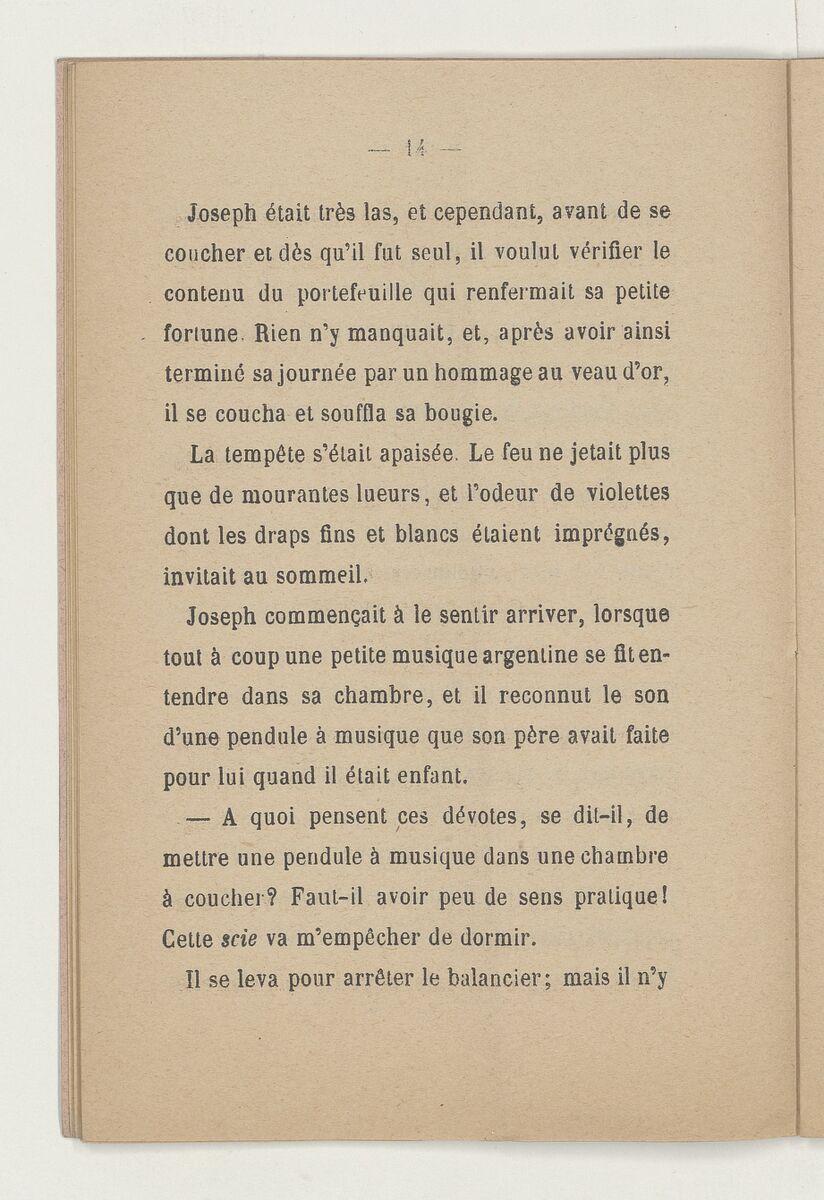 — 14 —
Joseph était très las, et cependant, avant de se
coucher et dès qu'il fut seul, il voulut vérifier le
contenu du portefeuille qui renfermait sa petite
fortune. Rien n'y manquait, et, après avoir ainsi
terminé sa journée par un hommage au veau d'or,
il se coucha et souffla sa bougie.
La tempête s'était apaisée. Le feu ne jetait plus
que de mourantes lueurs, et l'odeur de violettes
dont les draps fins et blancs étaient imprégnés,
invitait au sommeil.
Joseph commençait à le sentir arriver, lorsque
tout à coup une petite musique argentine se fit en-
tendre dans sa chambre, et il reconnut le son
d'une pendule à musique que son père avait faite
pour lui quand il était enfant.
— A quoi pensent ces dévotes, se dit-il, de
mettre une pendule à musique dans une chambre
à coucher? Faut-il avoir peu de sens pratique!
Cette scie va m'empêcher de dormir.
Il se leva pour arrêter le balancier; mais il n'y